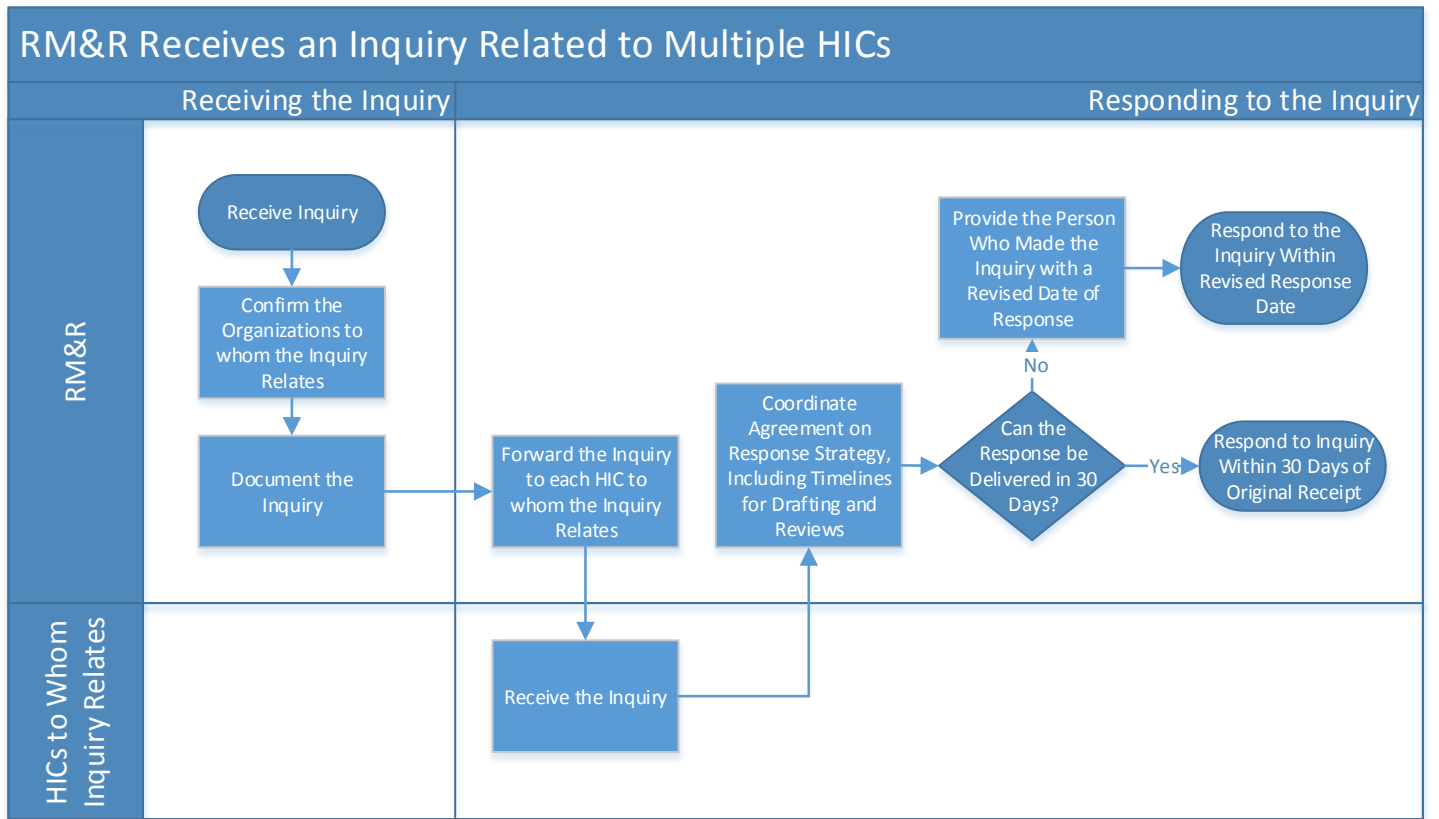 RM&R Receives an Inquiry Related to Multiple HICs
Receiving the Inquiry
Responding to the Inquiry
RM&R
Receive Inquiry
Confirm the
Organizations to
whom the Inquiry
Relates
Document the
Inquiry
Forward the Inquiry
to each HIC to
whom the Inquiry
Relates
Coordinate
Agreement on
Response Strategy,
Including Timelines
for Drafting and
Reviews
Can the
Response be
Delivered in 30
Days?
No
Provide the Person
Who Made the
Inquiry with a
Revised Date of
Response
Respond to the
Inquiry Within
Revised Response
Date
Yes
Respond to Inquiry
Within 30 Days of
Original Receipt
HICs to Whom
Inquiry Relates
Receive the Inquiry